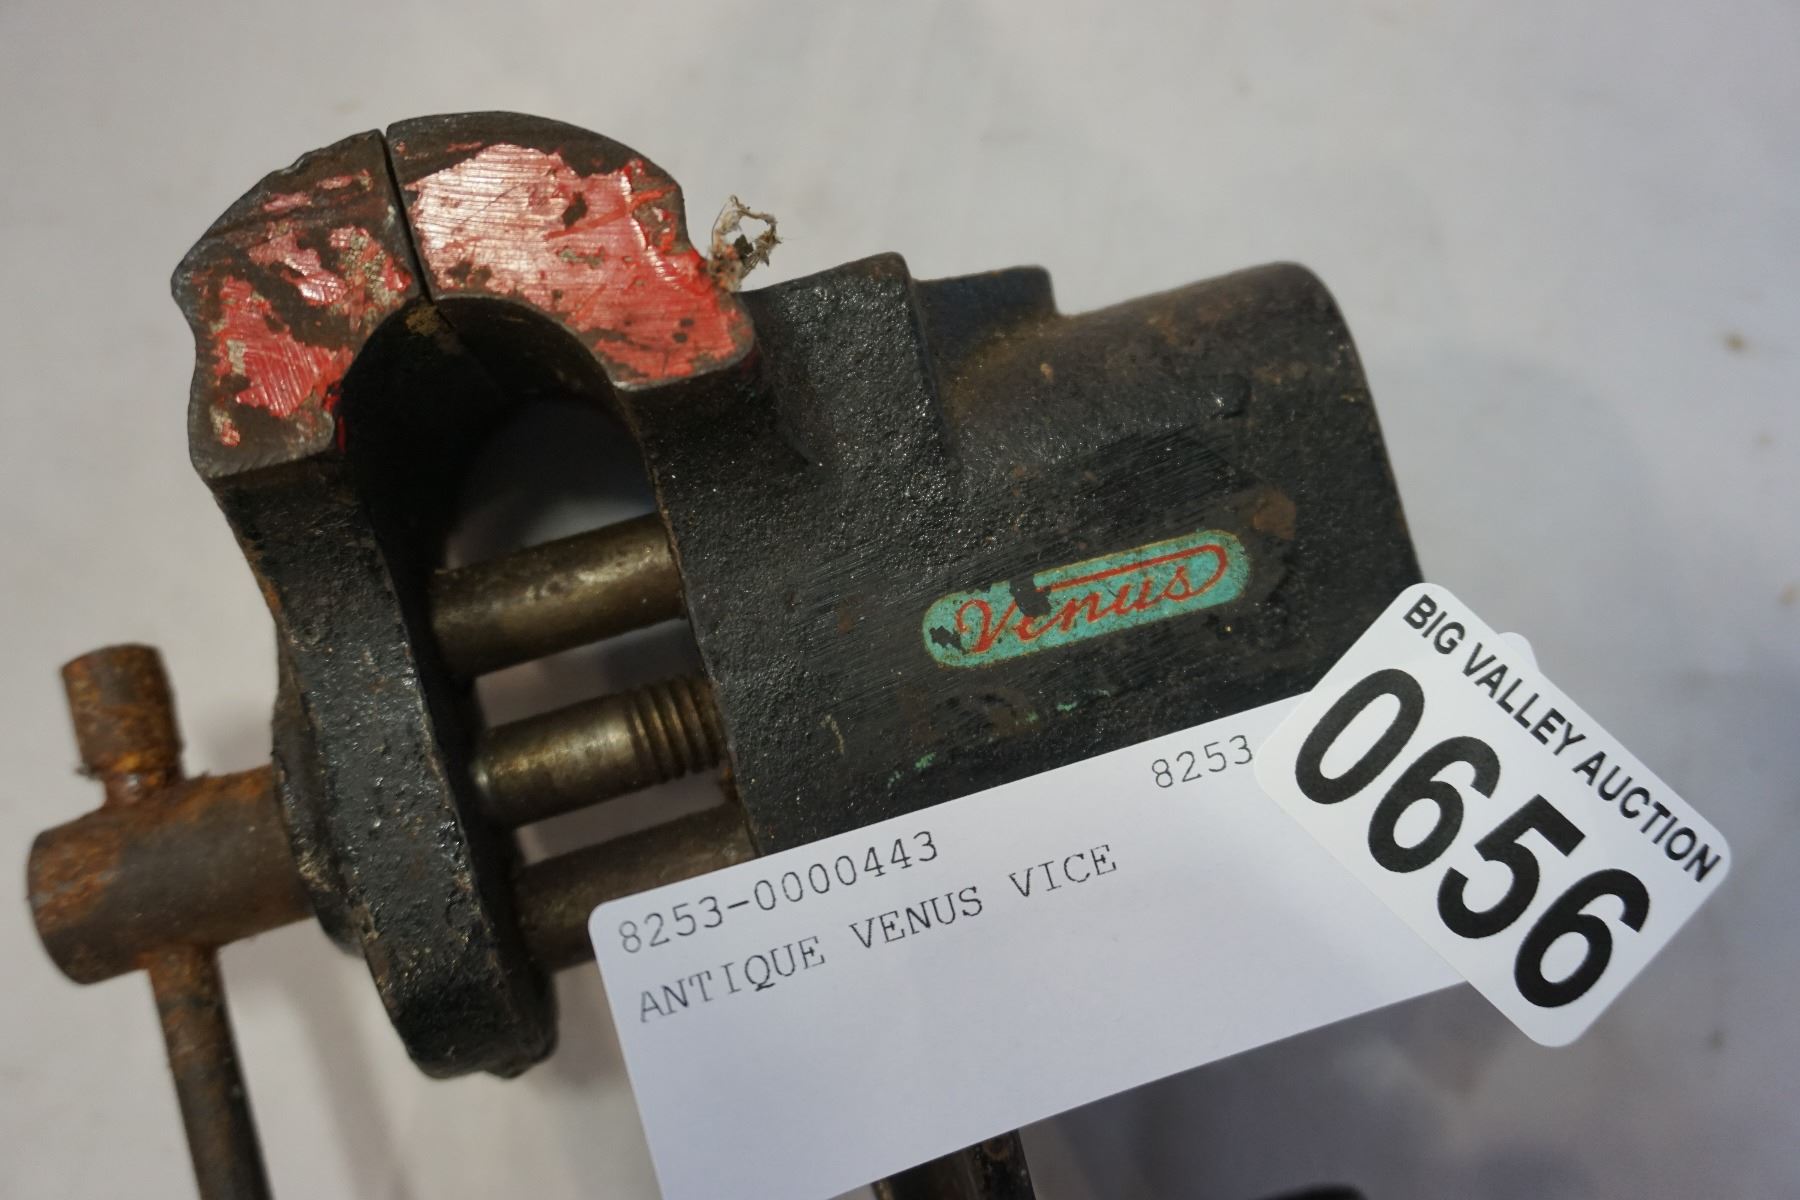 Venus
8253
8253-0000443
ANTIQUE VENUS VICE
BIG VALLEY AUCTION
0656